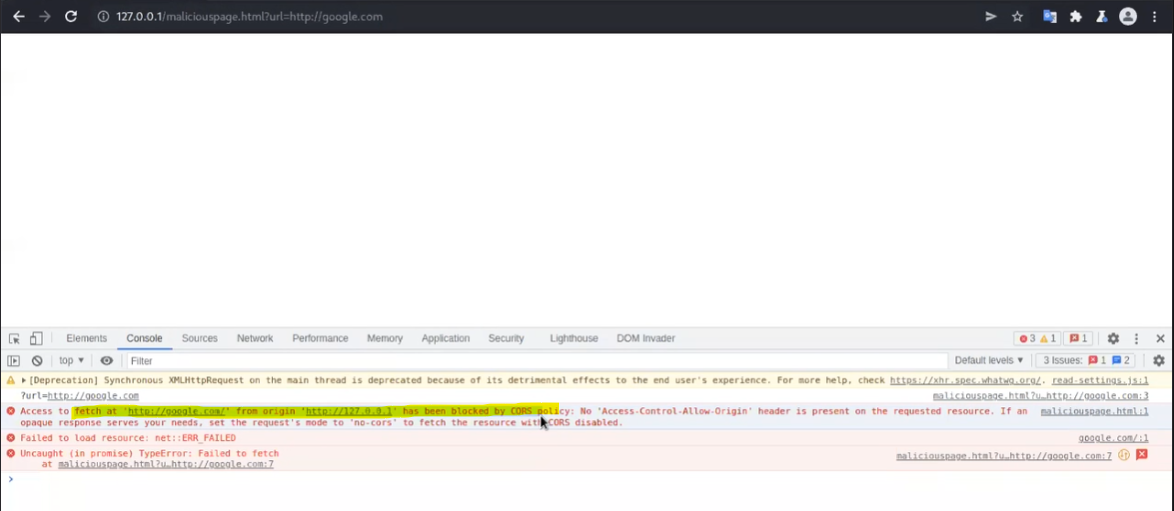 127.0.0.1/maliciouspage.html?url=http://google.com
Elements Console Sources Network Performance Memory Application Security Lighthouse DOM Invader 3 1 1
top Filter Default levels 3 Issues: 1 2
[Deprecation] Synchronous XMLHttpRequest on the main thread is deprecated because of its detrimental effects to the end user's experience. For more help, check https://xhr.spec.whatwg.org/. read-settings.js:1
?url=http://google.com maliciouspage.html?u…http://google.com:3
Access to fetch at 'http://google.com/' from origin 'http://127.0.0.1' has been blocked by CORS policy: No 'Access-Control-Allow-Origin' header is present on the requested resource. If an maliciouspage.html:1
opaque response serves your needs, set the request's mode to 'no-cors' to fetch the resource with CORS disabled.
Failed to load resource: net::ERR_FAILED google.com/:1
Uncaught (in promise) TypeError: Failed to fetch maliciouspage.html?u…http://google.com:7
at maliciouspage.html?u…http://google.com:7